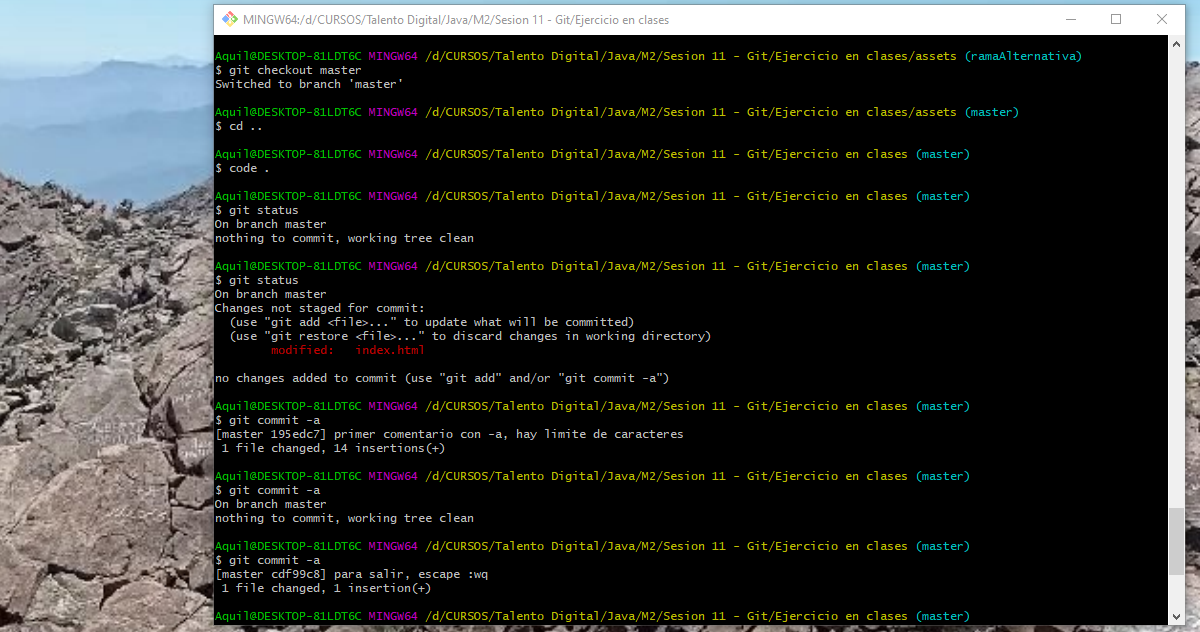 MINGW64:/d/CURSOS/Talento Digital/Java/M2/Sesion 11 - Git/Ejercicio en clases
Aquil@DESKTOP-81LDT6C MINGW64 /d/CURSOS/Talento Digital/Java/M2/Sesion 11 - Git/Ejercicio en clases/assets (ramaAlternativa)
$ git checkout master
Switched to branch 'master'
Aquil@DESKTOP-81LDT6C MINGW64 /d/CURSOS/Talento Digital/Java/M2/Sesion 11 - Git/Ejercicio en clases/assets (master)
$ cd ..
Aquil@DESKTOP-81LDT6C MINGW64 /d/CURSOS/Talento Digital/Java/M2/Sesion 11 - Git/Ejercicio en clases (master)
$ code .
Aquil@DESKTOP-81LDT6C MINGW64 /d/CURSOS/Talento Digital/Java/M2/Sesion 11 - Git/Ejercicio en clases (master)
$ git status
On branch master
nothing to commit, working tree clean
Aquil@DESKTOP-81LDT6C MINGW64 /d/CURSOS/Talento Digital/Java/M2/Sesion 11 - Git/Ejercicio en clases (master)
$ git status
On branch master
Changes not staged for commit:
  (use "git add <file>..." to update what will be committed)
  (use "git restore <file>..." to discard changes in working directory)
        modified:   index.html
no changes added to commit (use "git add" and/or "git commit -a")
Aquil@DESKTOP-81LDT6C MINGW64 /d/CURSOS/Talento Digital/Java/M2/Sesion 11 - Git/Ejercicio en clases (master)
$ git commit -a
[master 195edc7] primer comentario con -a, hay limite de caracteres
 1 file changed, 14 insertions(+)
Aquil@DESKTOP-81LDT6C MINGW64 /d/CURSOS/Talento Digital/Java/M2/Sesion 11 - Git/Ejercicio en clases (master)
$ git commit -a
On branch master
nothing to commit, working tree clean
Aquil@DESKTOP-81LDT6C MINGW64 /d/CURSOS/Talento Digital/Java/M2/Sesion 11 - Git/Ejercicio en clases (master)
$ git commit -a
[master cdf99c8] para salir, escape :wq
 1 file changed, 1 insertion(+)
Aquil@DESKTOP-81LDT6C MINGW64 /d/CURSOS/Talento Digital/Java/M2/Sesion 11 - Git/Ejercicio en clases (master)